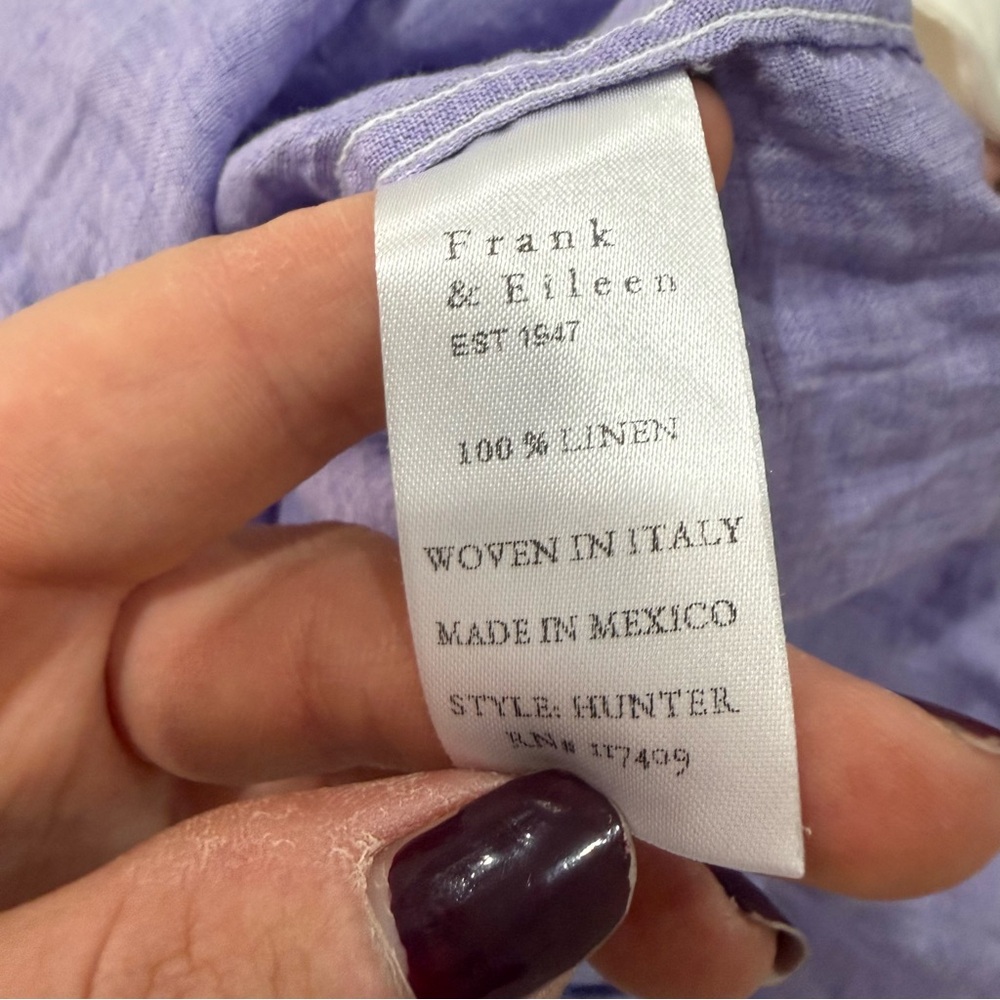 Frank
& Eileen
EST 1947
100 % LINEN
WOVEN IN ITALY
MADE IN MEXICO
STYLE: HUNTER
RN# 117409